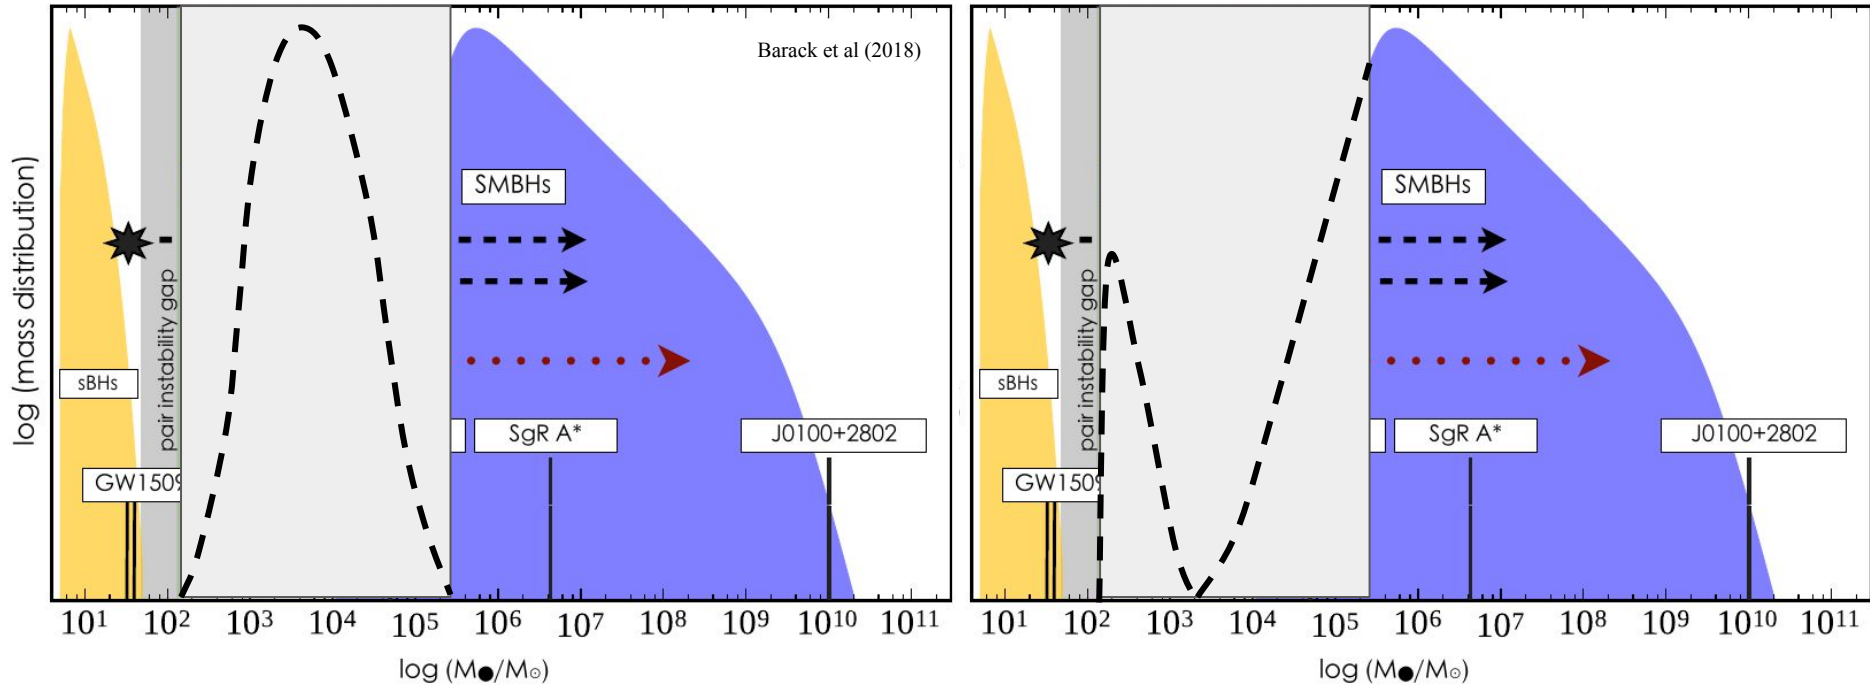 Barack et al (2018)
log (mass distribution)
SMBHs
pair instability gap
sBHs
SgR A*
J0100+2802
GW150
10¹ 10² 10³ 10⁴ 10⁵ 10⁶ 10⁷ 10⁸ 10⁹ 10¹⁰ 10¹¹
log (M●/M☉)
SMBHs
pair instability gap
sBHs
SgR A*
J0100+2802
GW150
10¹ 10² 10³ 10⁴ 10⁵ 10⁶ 10⁷ 10⁸ 10⁹ 10¹⁰ 10¹¹
log (M●/M☉)